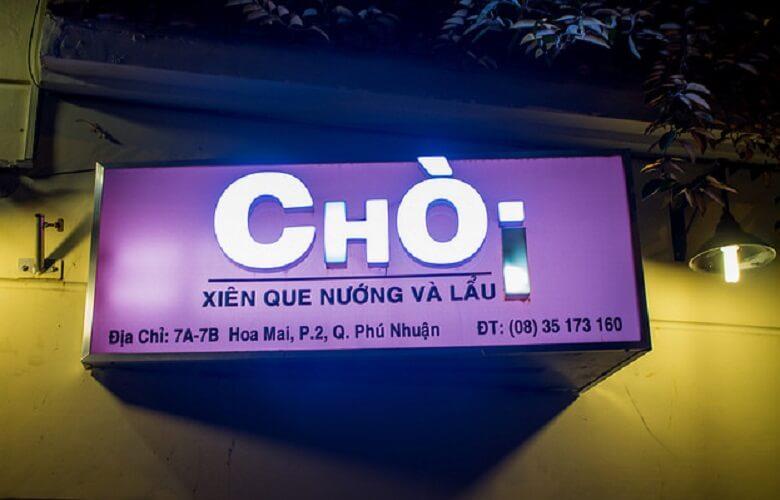 CHÒi
XIÊN QUE NƯỚNG VÀ LẨU
Địa Chỉ: 7A-7B Hoa Mai, P.2, Q. Phú Nhuận ĐT: (08) 35 173 160